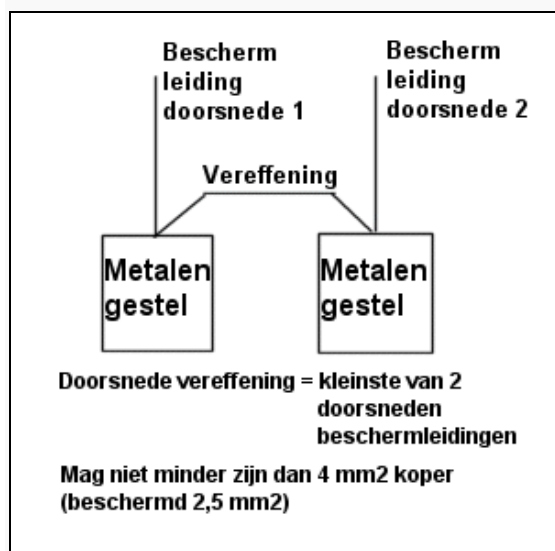 Bescherm
leiding
doorsnede 1
Bescherm
leiding
doorsnede 2
Vereffening
Metalen
gestel
Metalen
gestel
Doorsnede vereffening = kleinste van 2
doorsneden
beschermleidingen
Mag niet minder zijn dan 4 mm2 koper
(beschermd 2,5 mm2)